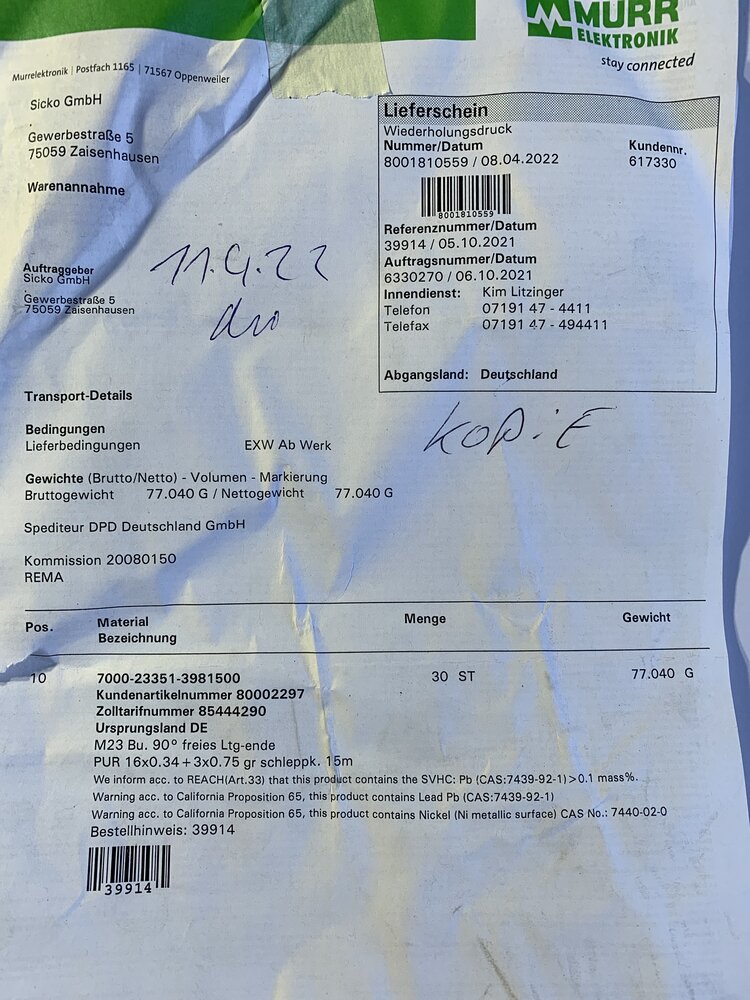 MURR
ELEKTRONIK
stay connected
Murrelektronik | Postfach 1165 | 71567 Oppenweiler
Sicko GmbH
Gewerbestraße 5
75059 Zaisenhausen
Warenannahme
Lieferschein
Wiederholungsdruck
Nummer/Datum Kundennr.
8001810559 / 08.04.2022 617330
8001810559
Referenznummer/Datum
39914 / 05.10.2021
Auftragsnummer/Datum
6330270 / 06.10.2021
Innendienst: Kim Litzinger
Telefon 07191 47 - 4411
Telefax 07191 47 - 494411
Abgangsland: Deutschland
11.4.22
Auftraggeber
Sicko GmbH
Gewerbestraße 5
75059 Zaisenhausen
KOPiE
Transport-Details
Bedingungen
Lieferbedingungen EXW Ab Werk
Gewichte (Brutto/Netto) - Volumen - Markierung
Bruttogewicht 77.040 G / Nettogewicht 77.040 G
Spediteur DPD Deutschland GmbH
Kommission 20080150
REMA
Pos. Material Menge Gewicht
Bezeichnung
10 7000-23351-3981500 30 ST 77.040 G
Kundenartikelnummer 80002297
Zolltarifnummer 85444290
Ursprungsland DE
M23 Bu. 90° freies Ltg-ende
PUR 16x0.34+3x0.75 gr schleppk. 15m
We inform acc. to REACH(Art.33) that this product contains the SVHC: Pb (CAS:7439-92-1)>0.1 mass%.
Warning acc. to California Proposition 65, this product contains Lead Pb (CAS:7439-92-1)
Warning acc. to California Proposition 65, this product contains Nickel (Ni metallic surface) CAS No.: 7440-02-0
Bestellhinweis: 39914
39914